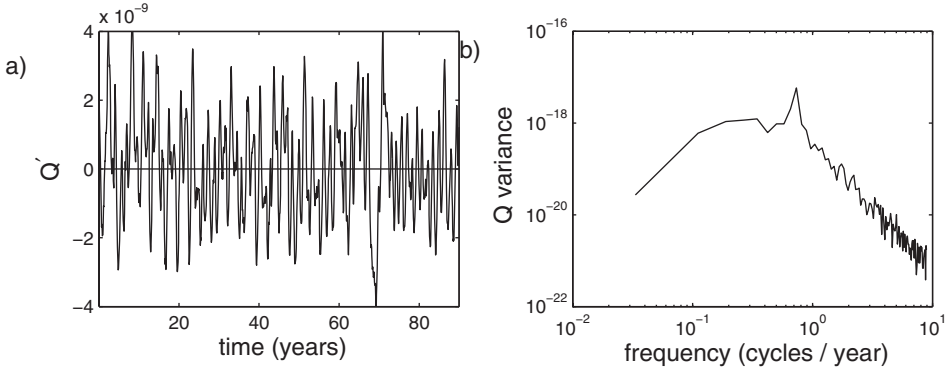 a)
x 10⁻⁹
4
2
0
−2
−4
Q′
20
40
60
80
time (years)
b)
10⁻¹⁶
10⁻¹⁸
10⁻²⁰
10⁻²²
Q variance
10⁻²
10⁻¹
10⁰
10¹
frequency (cycles / year)